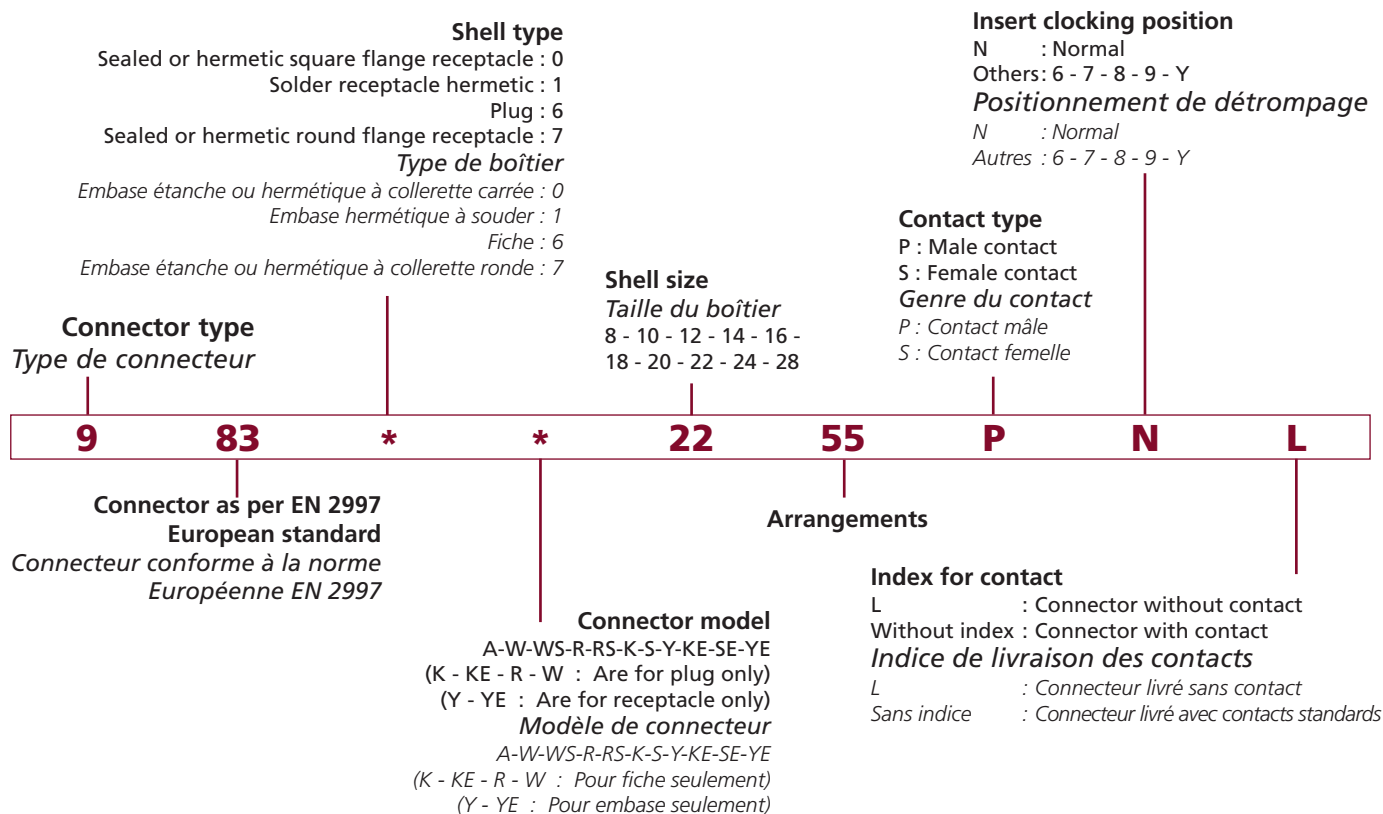 Shell type
Sealed or hermetic square flange receptacle : 0
Solder receptacle hermetic : 1
Plug : 6
Sealed or hermetic round flange receptacle : 7
Type de boîtier
Embase étanche ou hermétique à collerette carrée : 0
Embase hermétique à souder : 1
Fiche : 6
Embase étanche ou hermétique à collerette ronde : 7
Insert clocking position
N : Normal
Others: 6 - 7 - 8 - 9 - Y
Positionnement de détrompage
N : Normal
Autres : 6 - 7 - 8 - 9 - Y
Contact type
P : Male contact
S : Female contact
Genre du contact
P : Contact mâle
S : Contact femelle
Shell size
Taille du boîtier
8 - 10 - 12 - 14 - 16 -
18 - 20 - 22 - 24 - 28
Connector type
Type de connecteur
9 83 * * 22 55 P N L
Connector as per EN 2997
European standard
Connecteur conforme à la norme
Européenne EN 2997
Arrangements
Connector model
A-W-WS-R-RS-K-S-Y-KE-SE-YE
(K - KE - R - W : Are for plug only)
(Y - YE : Are for receptacle only)
Modèle de connecteur
A-W-WS-R-RS-K-S-Y-KE-SE-YE
(K - KE - R - W : Pour fiche seulement)
(Y - YE : Pour embase seulement)
Index for contact
L : Connector without contact
Without index : Connector with contact
Indice de livraison des contacts
L : Connecteur livré sans contact
Sans indice : Connecteur livré avec contacts standards